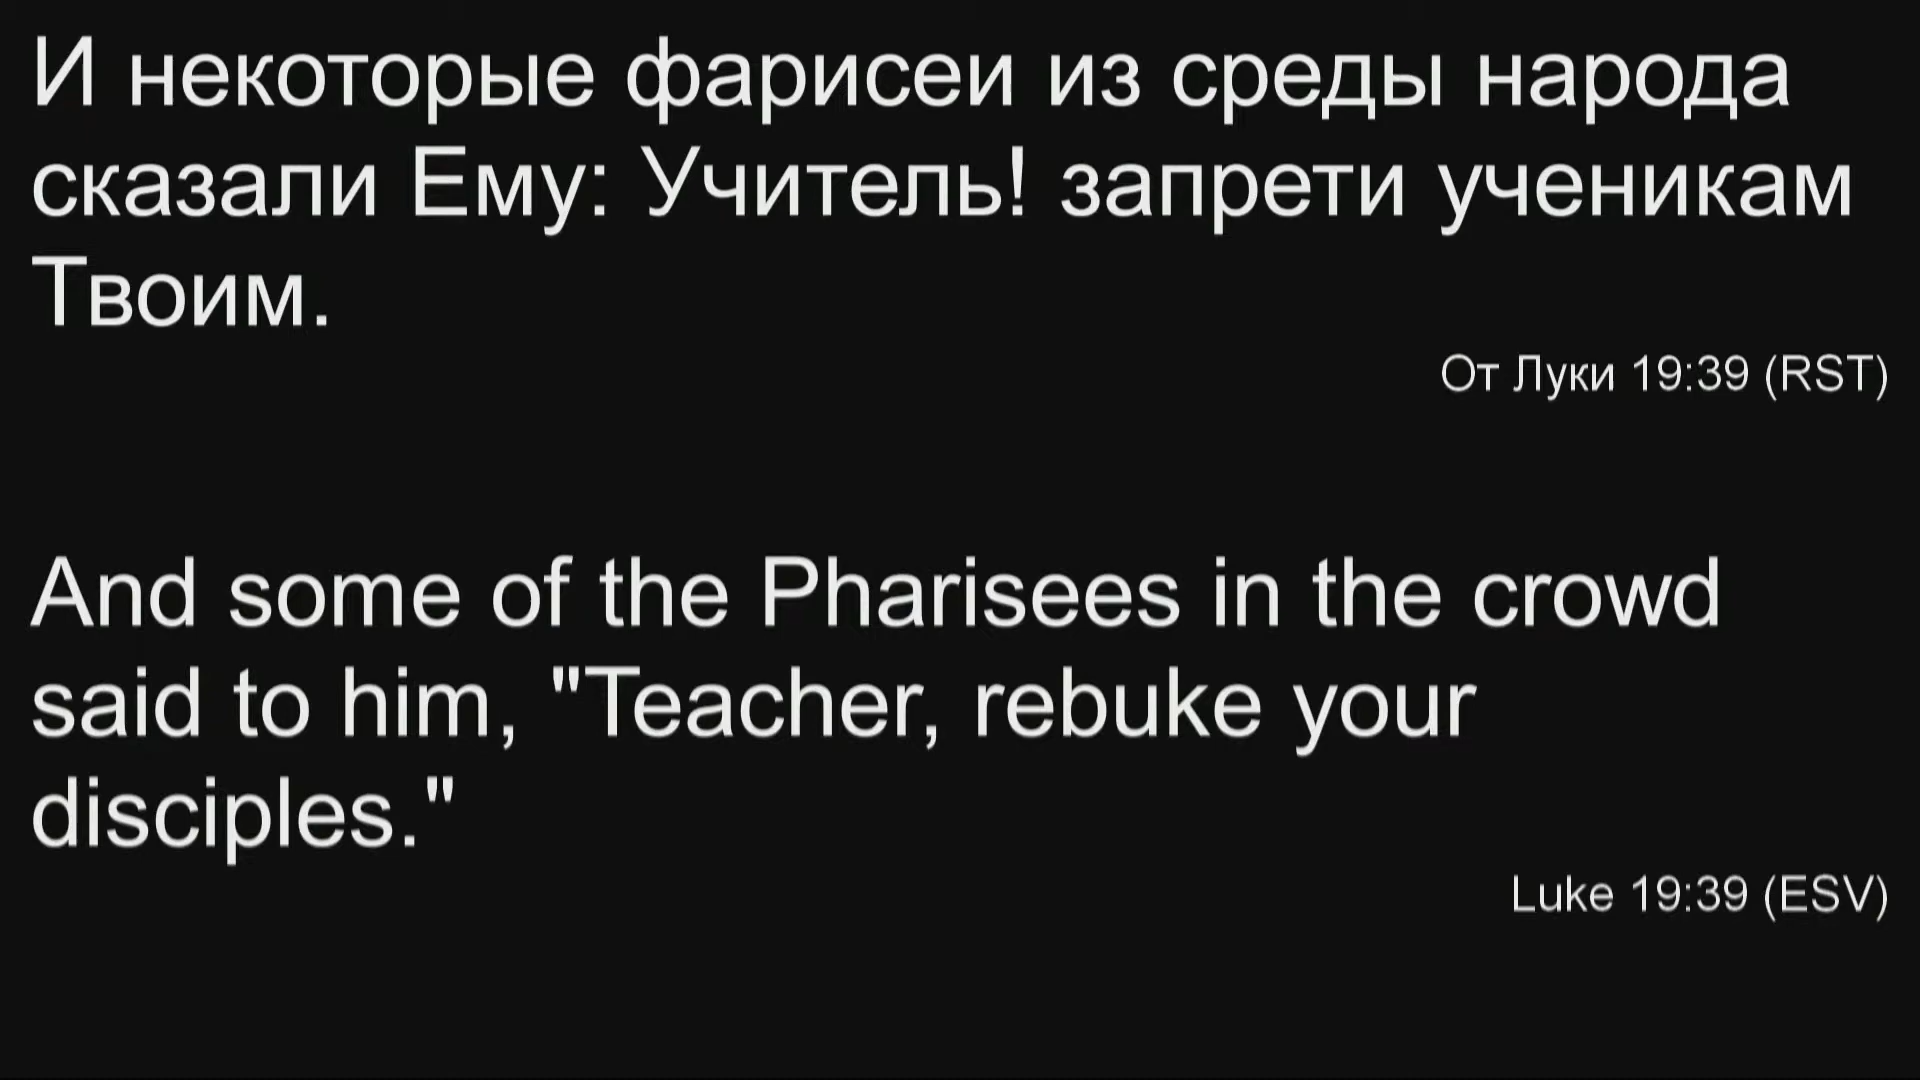 И некоторые фарисеи из среды народа
сказали Ему: Учитель! запрети ученикам
Твоим.
От Луки 19:39 (RST)
And some of the Pharisees in the crowd
said to him, "Teacher, rebuke your
disciples."
Luke 19:39 (ESV)